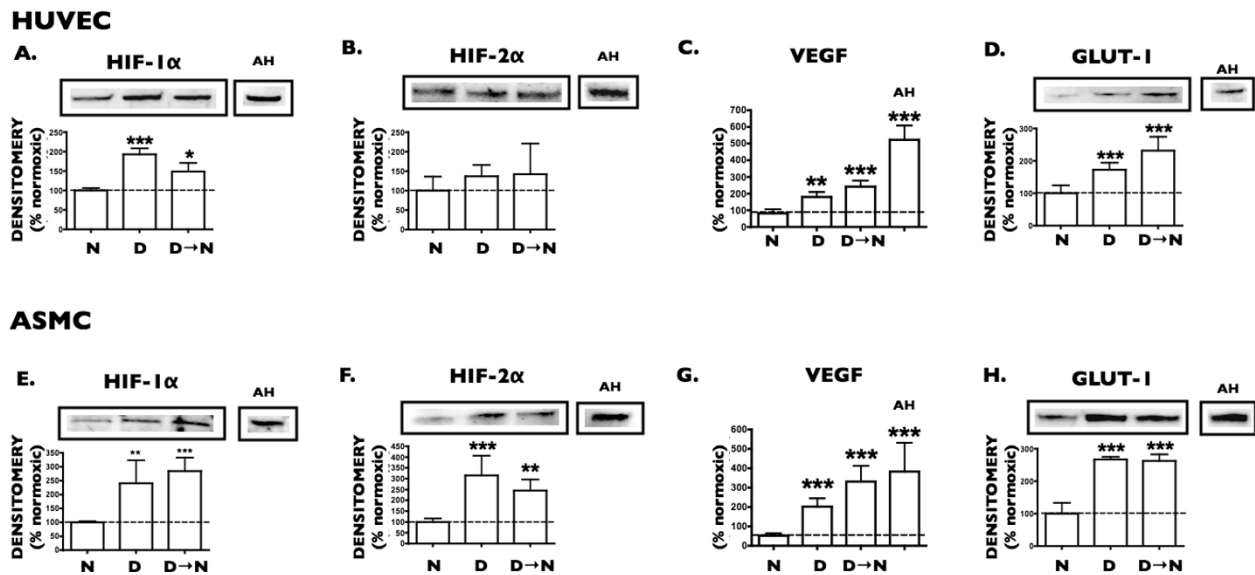 HUVEC
A.
HIF-1α
AH
DENSITOMERY
(% normoxic)
250
200
150
100
50
0
***
*
N D D→N
B.
HIF-2α
AH
DENSITOMERY
(% normoxic)
250
200
150
100
50
0
N D D→N
C.
VEGF
AH
DENSITOMERY
(% normoxic)
700
600
500
400
300
200
100
0
**
***
***
N D D→N
D.
GLUT-1
AH
DENSITOMERY
(% normoxic)
300
200
100
0
***
***
N D D→N
ASMC
E.
HIF-1α
AH
DENSITOMERY
(% normoxic)
350
300
250
200
150
100
50
0
**
***
N D D→N
F.
HIF-2α
AH
DENSITOMERY
(% normoxic)
450
400
350
300
250
200
150
100
50
0
***
**
N D D→N
G.
VEGF
AH
DENSITOMERY
(% normoxic)
600
400
300
200
100
0
***
***
***
N D D→N
H.
GLUT-1
AH
DENSITOMERY
(% normoxic)
300
200
100
0
***
***
N D D→N